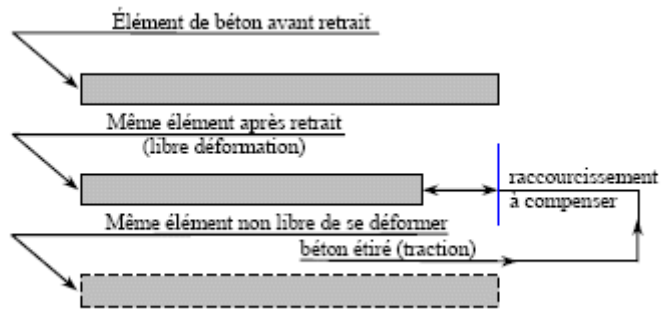 Élément de béton avant retrait
Même élément après retrait
(libre déformation)
raccourcissement
à compenser
Même élément non libre de se déformer
béton étiré (traction)